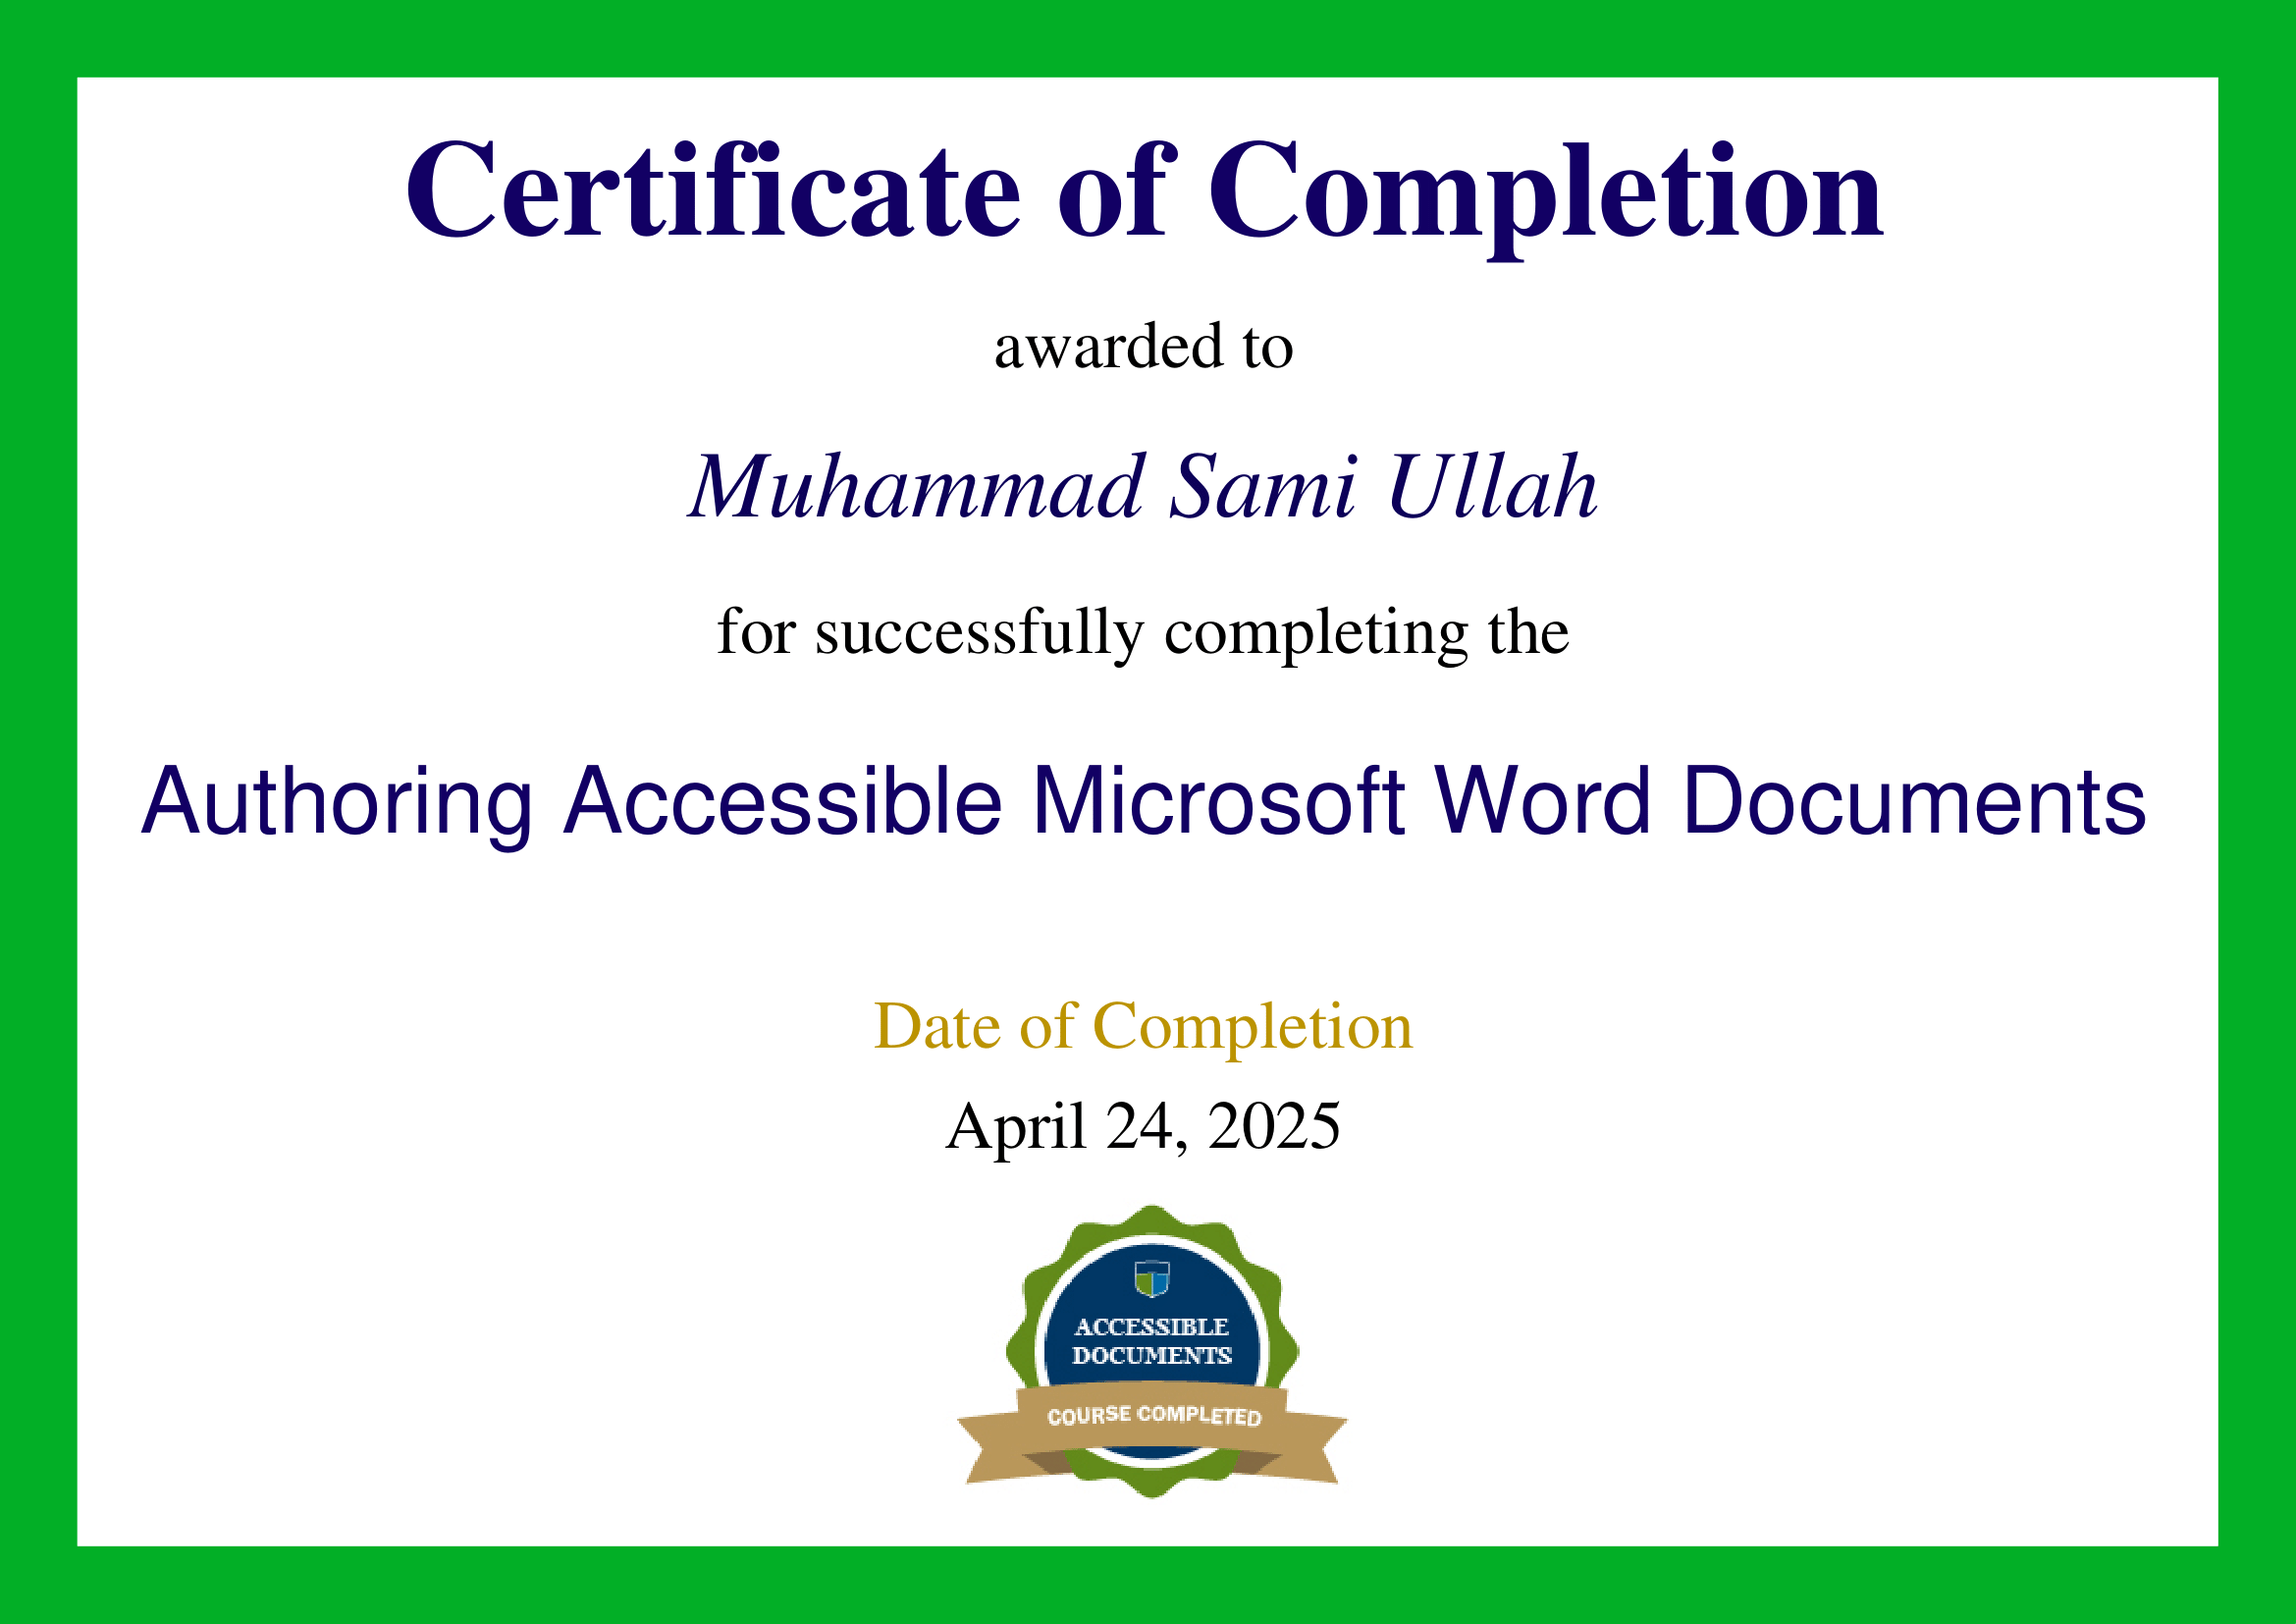 Certificate of Completion
awarded to
Muhammad Sami Ullah
for successfully completing the
Authoring Accessible Microsoft Word Documents
Date of Completion
April 24, 2025
ACCESSIBLE
DOCUMENTS
COURSE COMPLETED